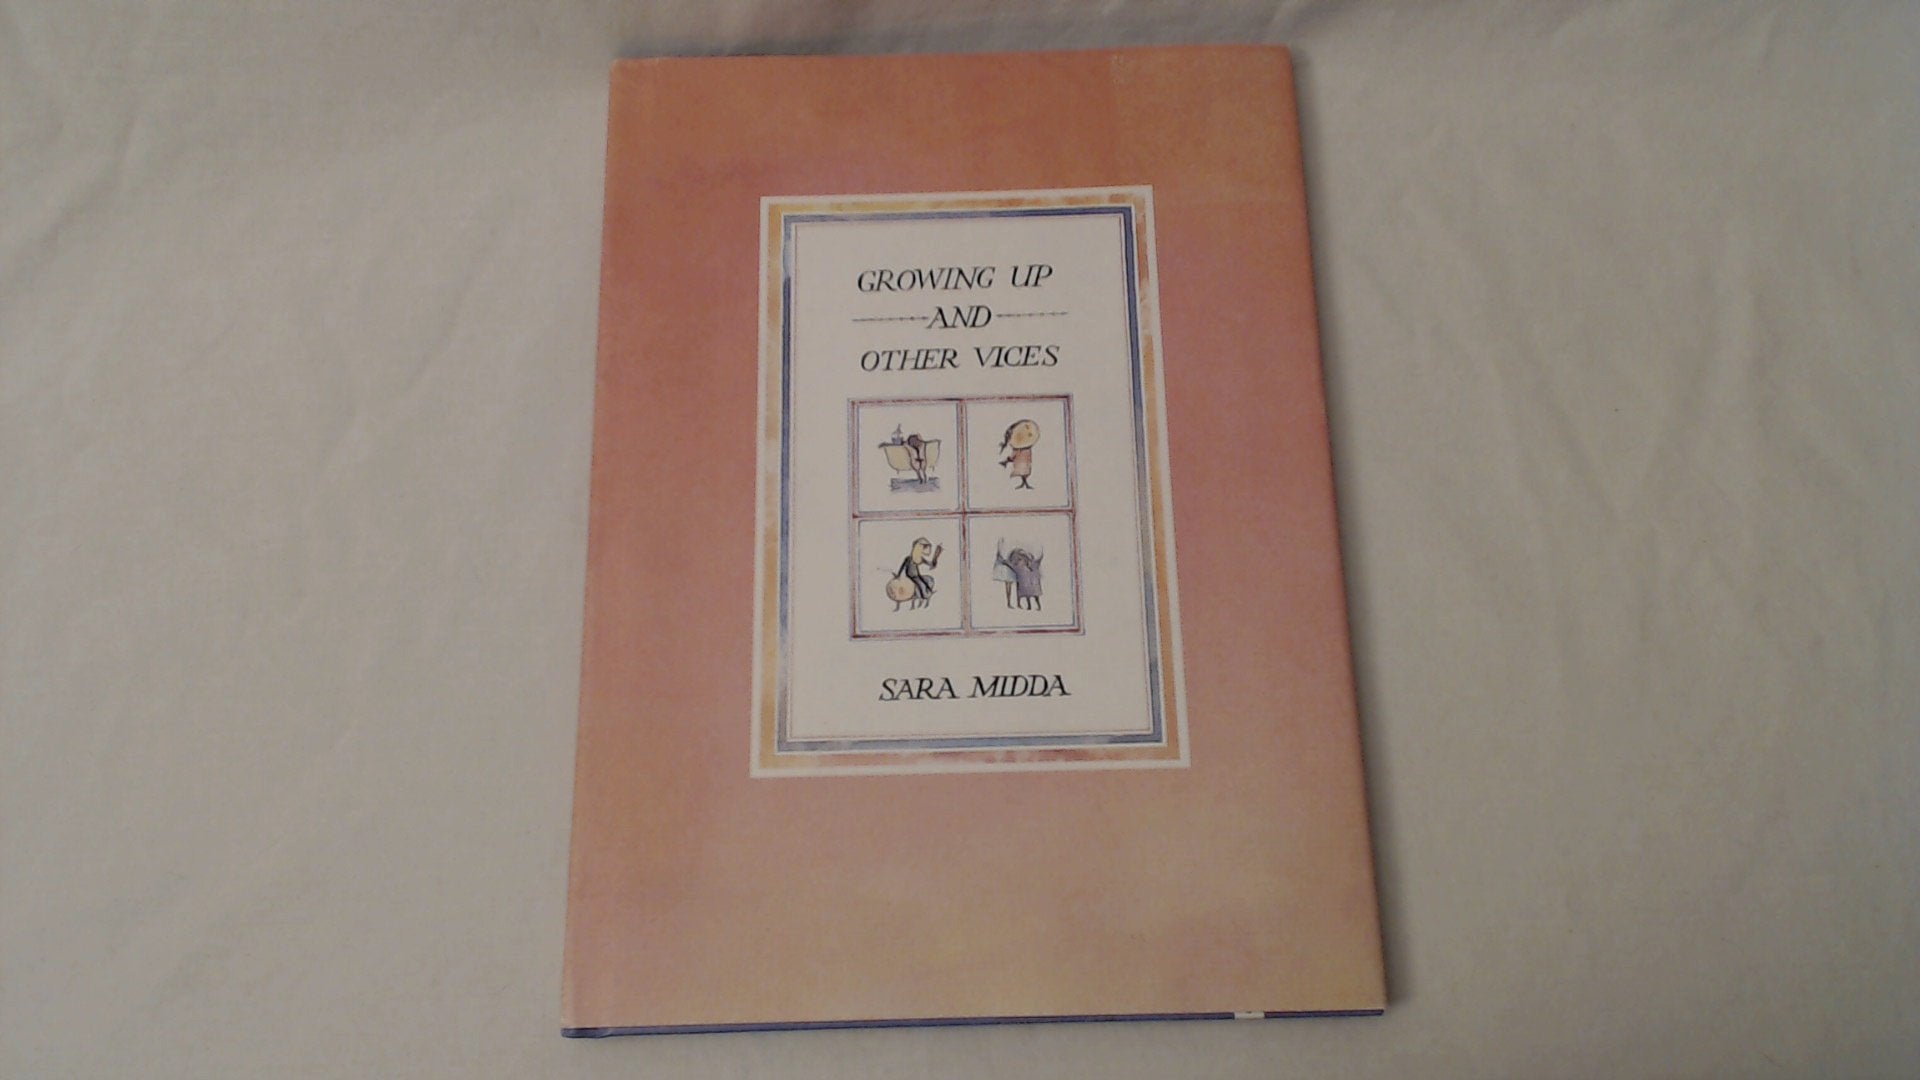 GROWING UP
AND
OTHER VICES
SARA MIDDA